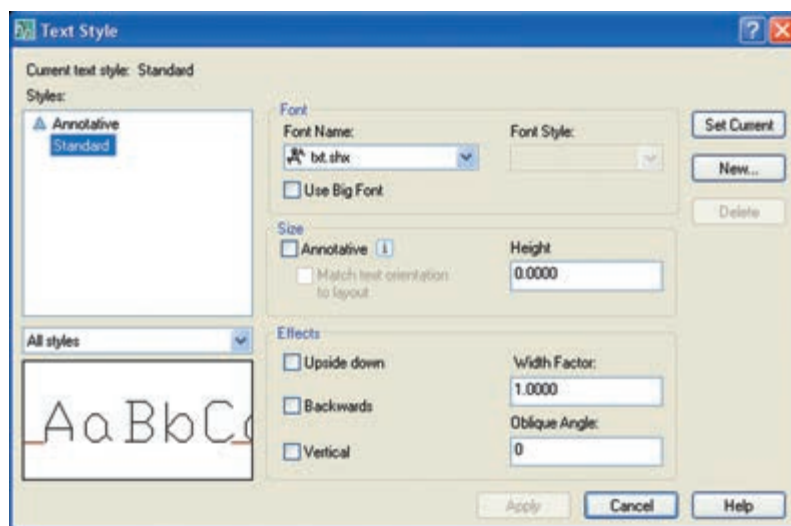 Text Style
Current text style: Standard
Styles:
Annotative
Standard
All styles
AaBbC
Font
Font Name:
txt.shx
Use Big Font
Font Style:
Size
Annotative
Match text orientation
to layout
Height
0.0000
Effects
Upside down
Backwards
Vertical
Width Factor:
1.0000
Oblique Angle:
0
Set Current
New...
Delete
Apply
Cancel
Help